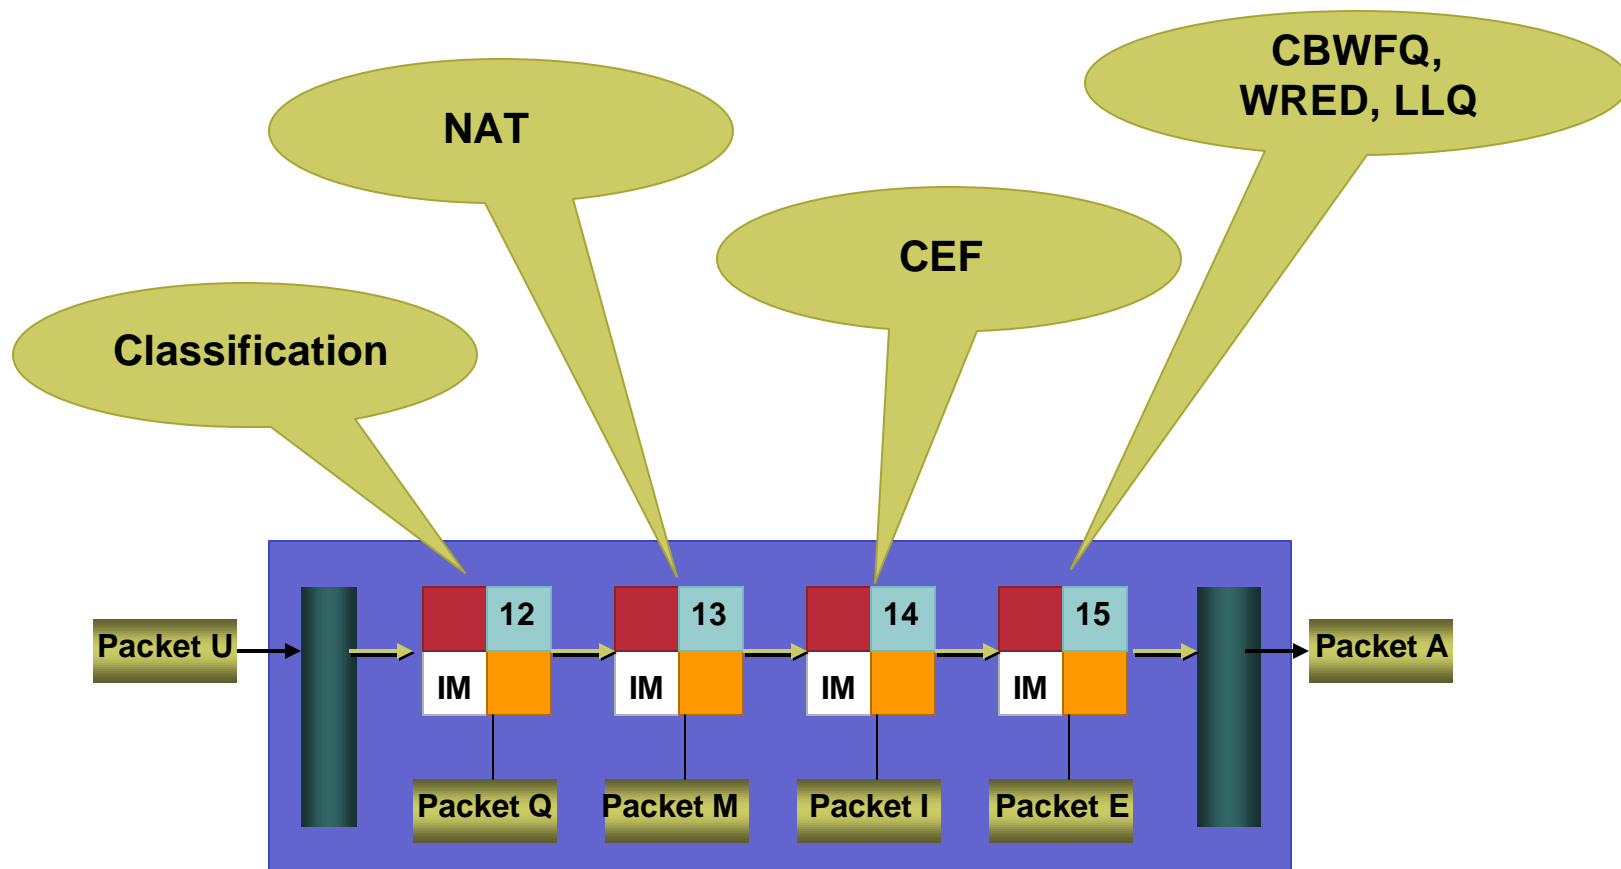 CBWFQ,
WRED, LLQ
NAT
CEF
Classification
12
13
14
15
Packet U
Packet A
IM
IM
IM
IM
Packet Q
Packet M
Packet I
Packet E